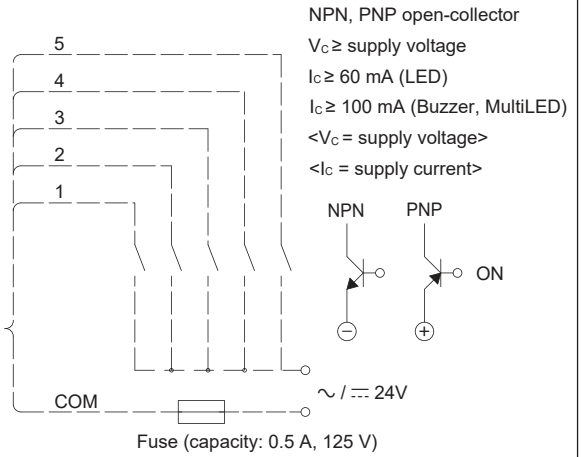 NPN, PNP open-collector
VC ≥ supply voltage
IC ≥ 60 mA (LED)
IC ≥ 100 mA (Buzzer, MultiLED)
<VC = supply voltage>
<IC = supply current>
5
4
3
2
1
NPN PNP
ON
− +
COM
∼ / ⎓ 24V
Fuse (capacity: 0.5 A, 125 V)